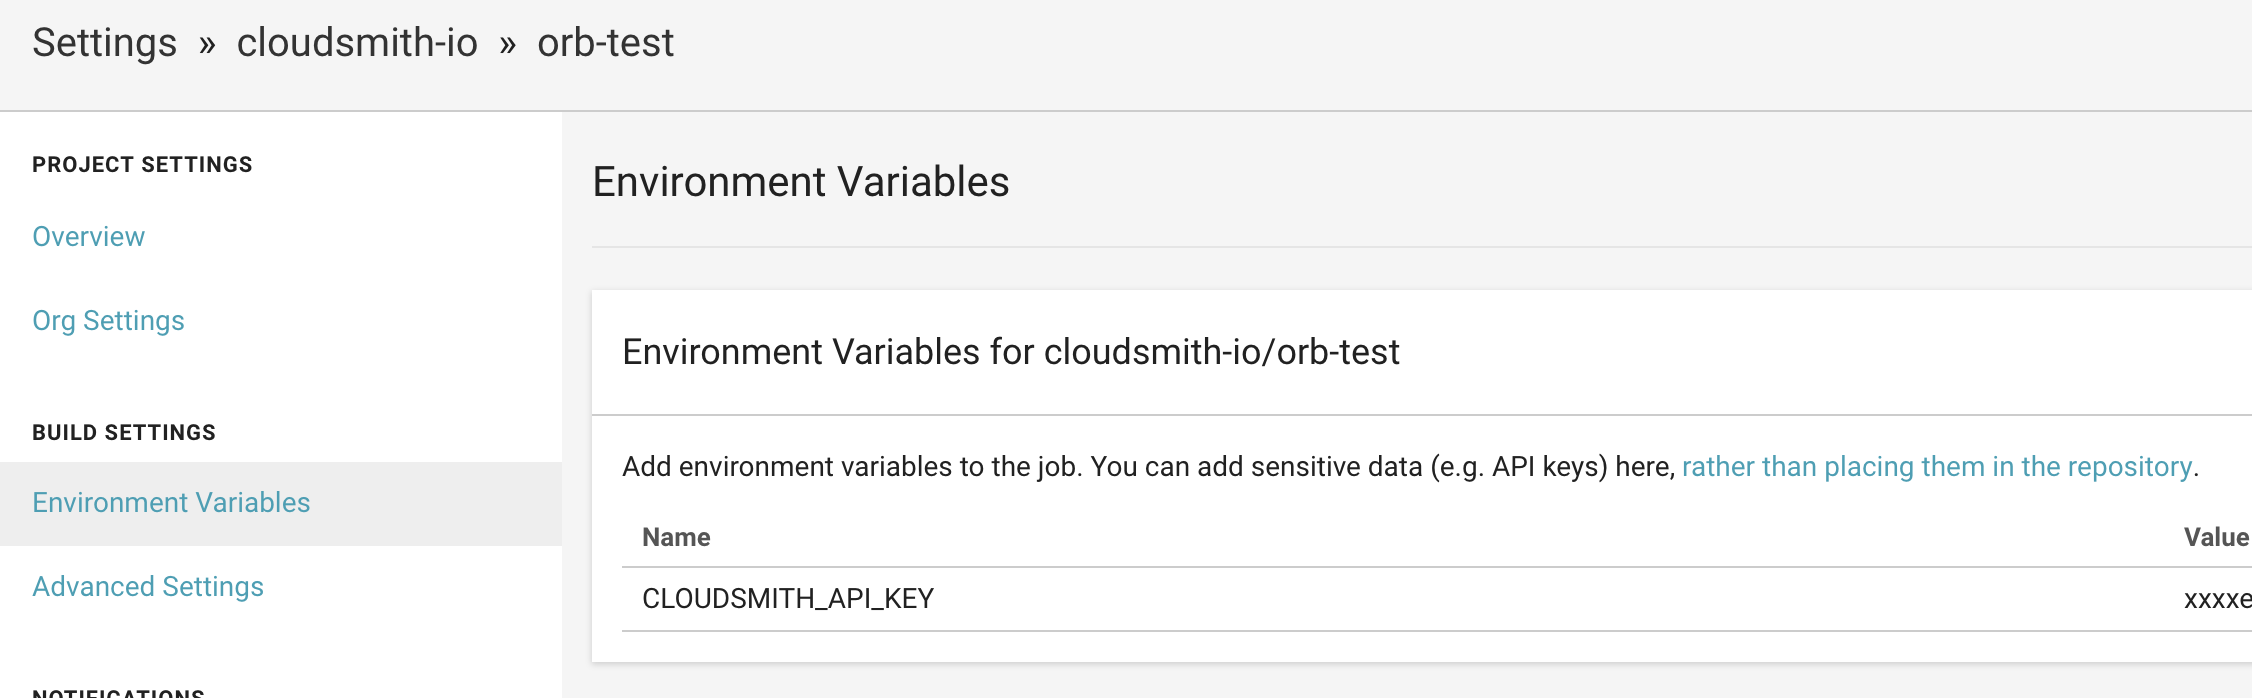 Settings » cloudsmith-io » orb-test
PROJECT SETTINGS
Overview
Org Settings
BUILD SETTINGS
Environment Variables
Advanced Settings
NOTIFICATIONS
Environment Variables
Environment Variables for cloudsmith-io/orb-test
Add environment variables to the job. You can add sensitive data (e.g. API keys) here, rather than placing them in the repository.
Name Value
CLOUDSMITH_API_KEY xxxxe